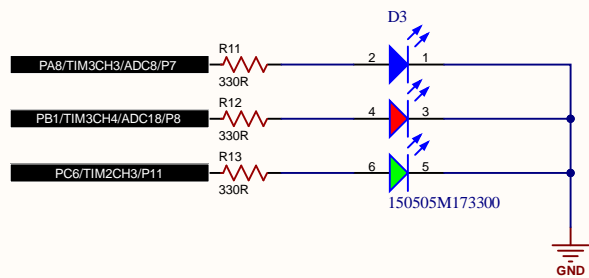 D3
R11
2
1
PA8/TIM3CH3/ADC8/P7
330R
R12
4
3
PB1/TIM3CH4/ADC18/P8
330R
R13
6
5
PC6/TIM2CH3/P11
330R
150505M173300
GND